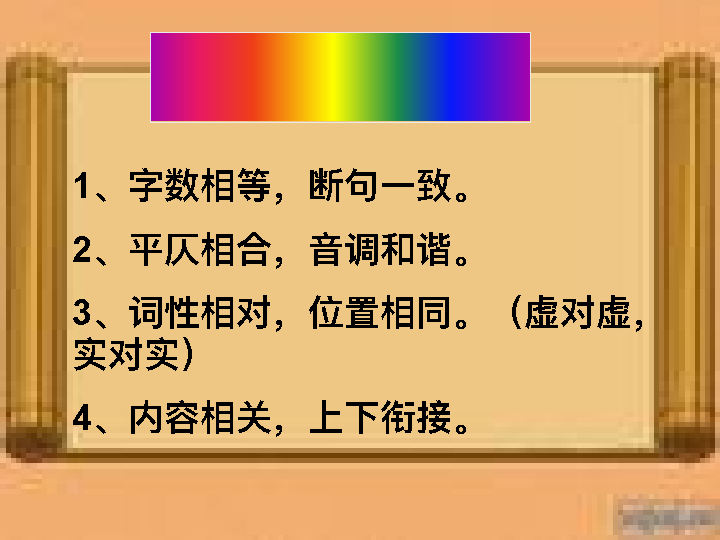 1、字数相等，断句一致。
2、平仄相合，音调和谐。
3、词性相对，位置相同。（虚对虚，
实对实）
4、内容相关，上下衔接。